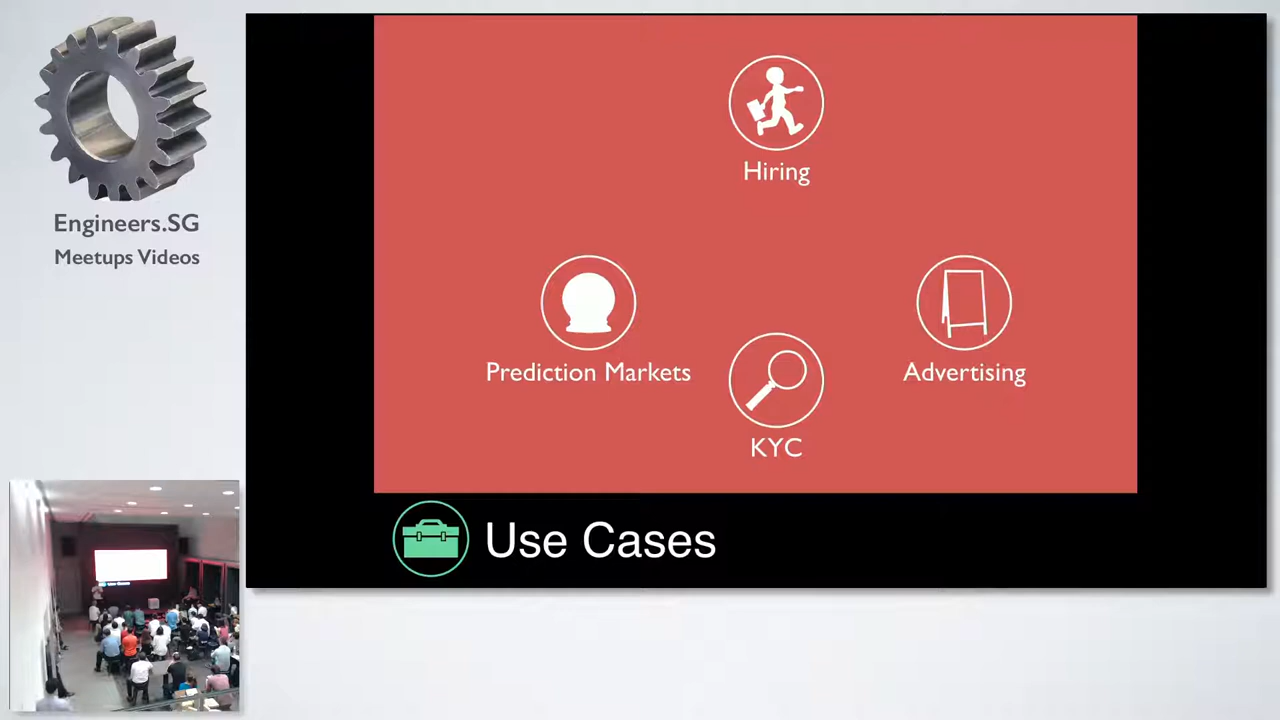 Engineers.SG
Meetups Videos
Hiring
Prediction Markets
Advertising
KYC
Use Cases